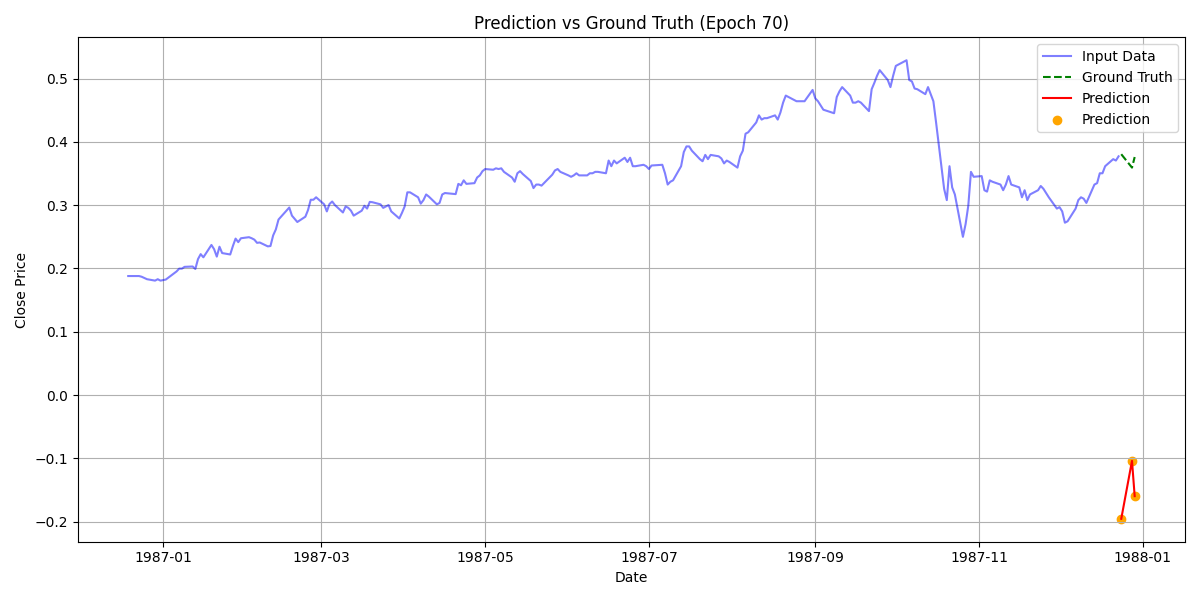 Prediction vs Ground Truth (Epoch 70)
Input Data
Ground Truth
Prediction
Prediction
Close Price
0.5
0.4
0.3
0.2
0.1
0.0
−0.1
−0.2
1987-01
1987-03
1987-05
1987-07
1987-09
1987-11
1988-01
Date